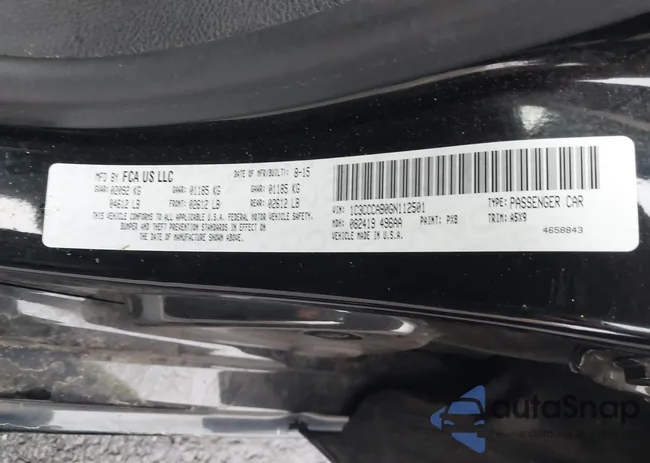 MFD BY FCA US LLC DATE OF MFR(BUILT): 8-15
GVWR: 02092 KG GAWR: 01185 KG GAWR: 01185 KG
04612 LB FRONT: 02612 LB REAR: 02612 LB
THIS VEHICLE CONFORMS TO ALL APPLICABLE U.S.A. FEDERAL MOTOR VEHICLE SAFETY,
BUMPER AND THEFT PREVENTION STANDARDS IN EFFECT ON
THE DATE OF MANUFACTURE SHOWN ABOVE.
VIN: 1C3CCCAB0GN112501 TYPE: PASSENGER CAR
MDH: 082419 496AA PAINT: PX8 TRIM: A5X9
VEHICLE MADE IN U.S.A. 4658843
autoSnap